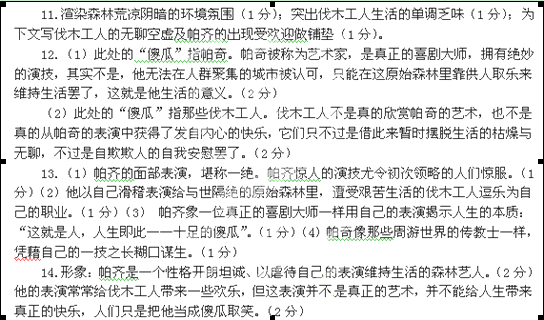 11.渲染森林荒凉阴暗的环境氛围（1 分）；突出伐木工人生活的单调乏味（1 分）；为
下文写伐木工人的无聊空虚及帕齐的出现受欢迎做铺垫（1 分）。
12.（1）此处的“傻瓜”指帕奇。帕奇被称为艺术家，是真正的喜剧大师，拥有绝妙
的演技，其实不是，他无法在人群聚集的城市被认可，只能在这原始森林里靠供人取乐来
维持生活罢了，这就是他生活的意义。（2 分）
（2）此处的“傻瓜”指那些伐木工人。伐木工人不是真的欣赏帕奇的艺术，也不是
真的从帕奇的表演中获得了发自内心的快乐，它们只不过是借此来暂时摆脱生活的枯燥与
无聊，不过是自欺欺人的自我安慰罢了。（2 分）
13.（1）帕齐的面部表演，堪称一绝。帕齐惊人的演技尤令初次领略的人们惊服。（1
分）（2）他以自己滑稽表演给与世隔绝的原始森林里，遭受艰苦生活的伐木工人逗乐为自
己的职业。（1 分）（3） 帕齐象一位真正的喜剧大师一样用自己的表演揭示人生的本质：
“这就是人，人生即此一一十足的傻瓜”。（1 分）（4）帕奇像那些周游世界的传教士一样，
凭藉自己的一技之长糊口谋生。（1 分）
14.形象：帕齐是一个性格开朗坦诚、以虐待自己的表演维持生活的森林艺人。（2 分）
他的表演常常给伐木工人带来一些欢乐，但这表演并不是真正的艺术，并不能给人生带来
真正的快乐，人们只是把他当成傻瓜取笑。（2 分）